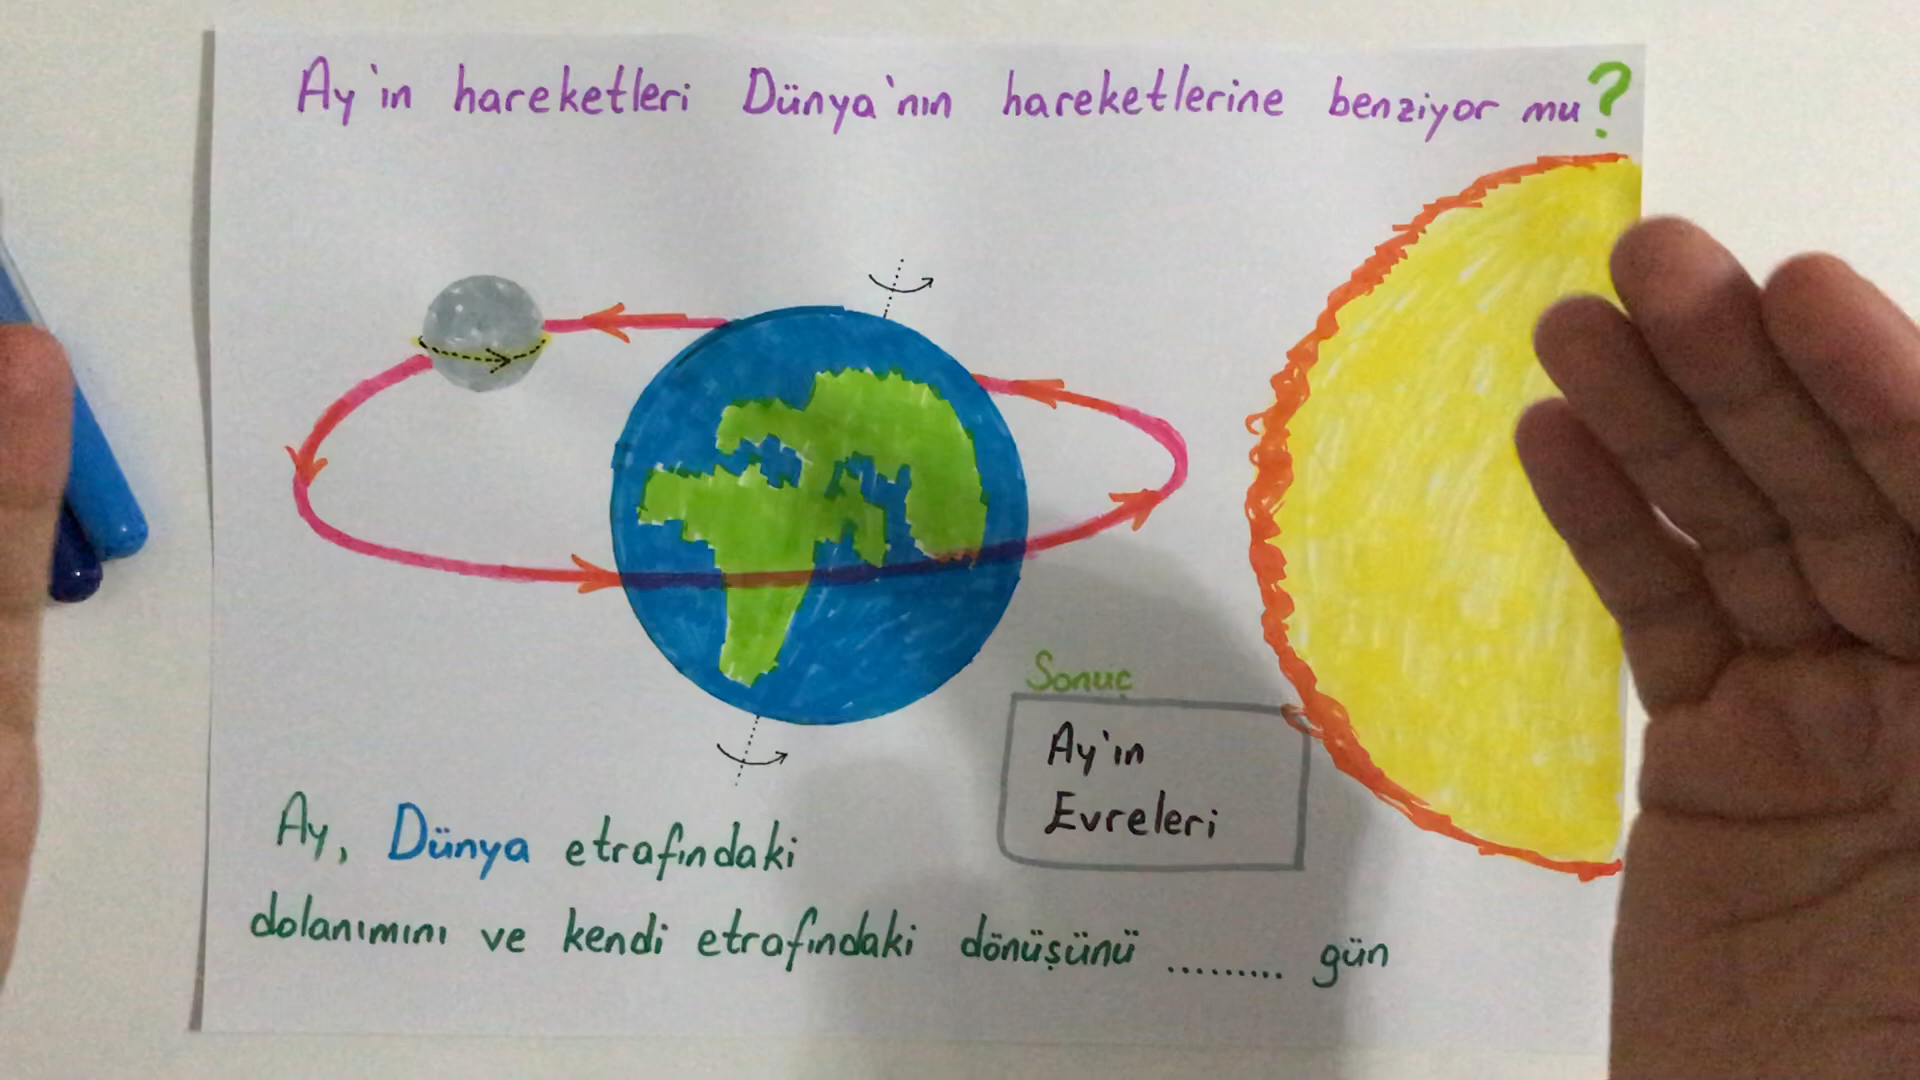 Ay'ın hareketleri Dünya'nın hareketlerine benziyor mu?
Sonuç
Ay'ın
Evreleri
Ay, Dünya etrafındaki
dolanımını ve kendi etrafındaki dönüşünü ......... gün